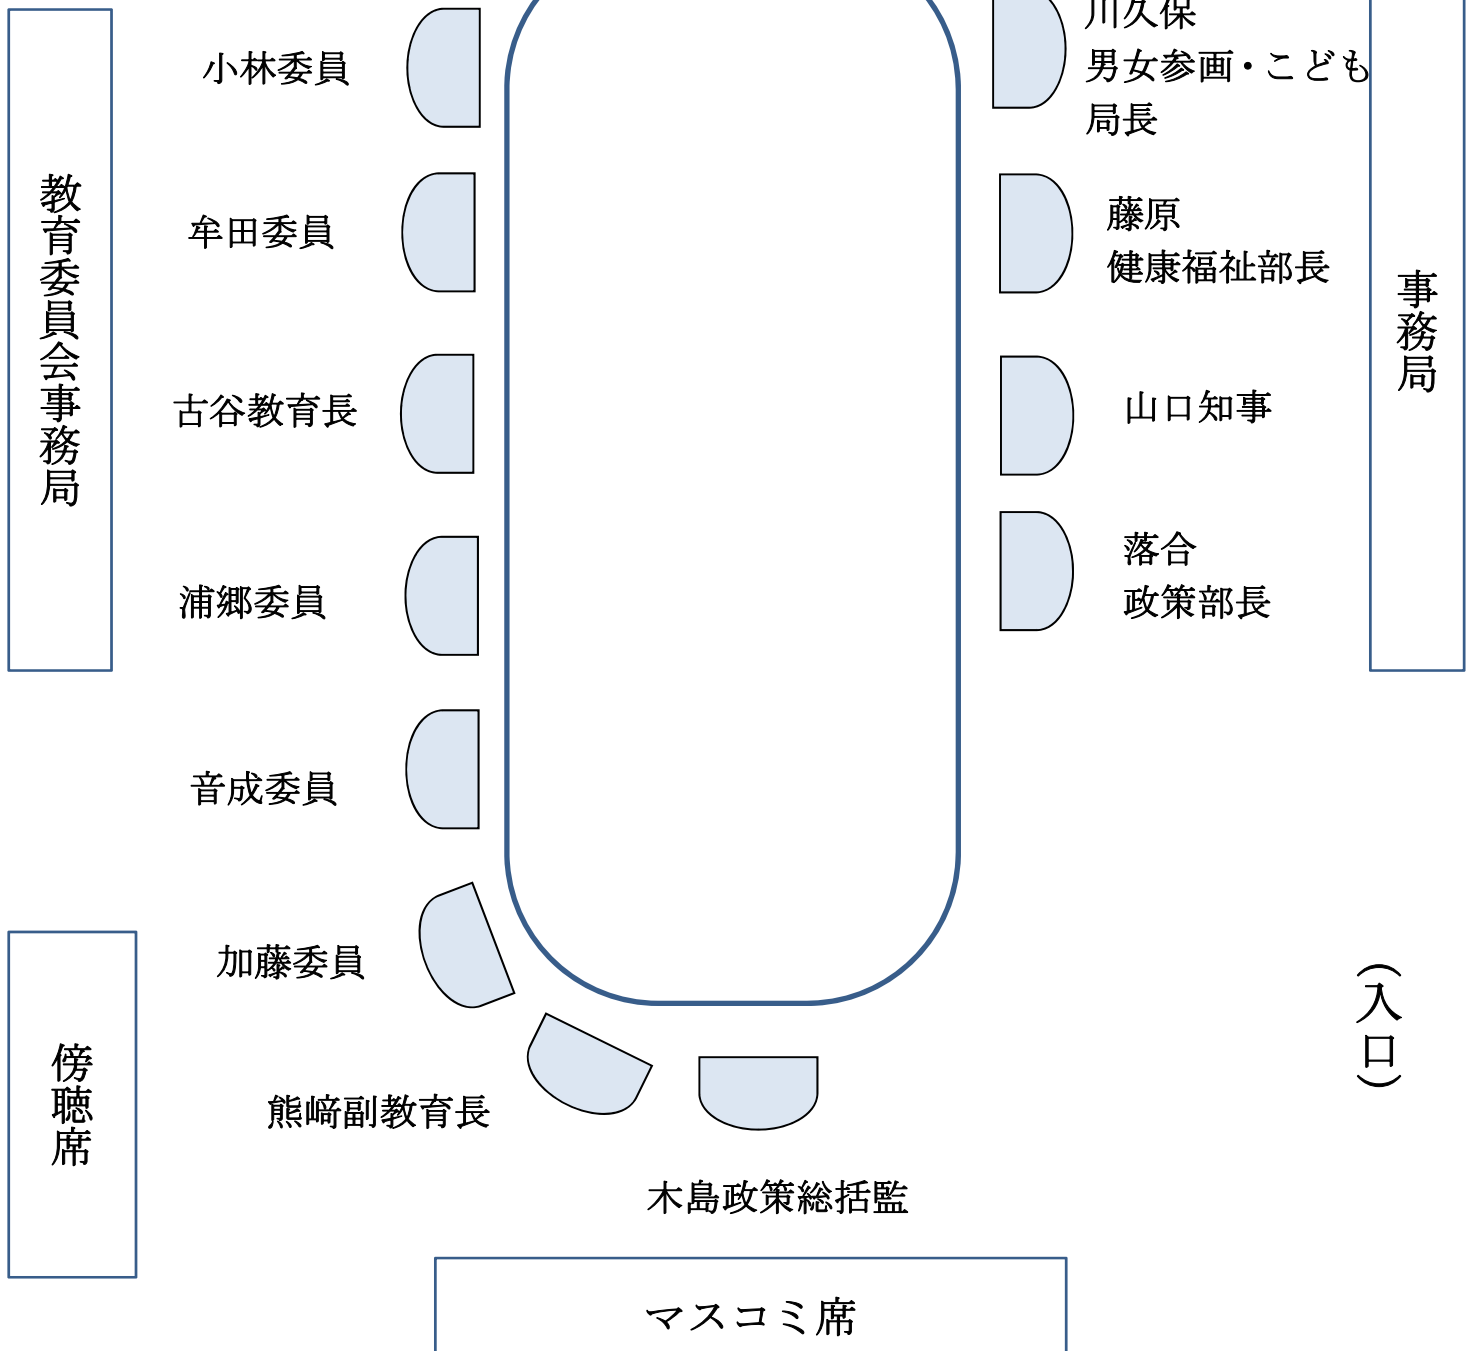 川久保
男女参画・こども
局長
小林委員
教育委員会事務局
牟田委員
藤原
健康福祉部長
事務局
古谷教育長
山口知事
浦郷委員
落合
政策部長
音成委員
加藤委員
（入口）
傍聴席
熊﨑副教育長
木島政策総括監
マスコミ席